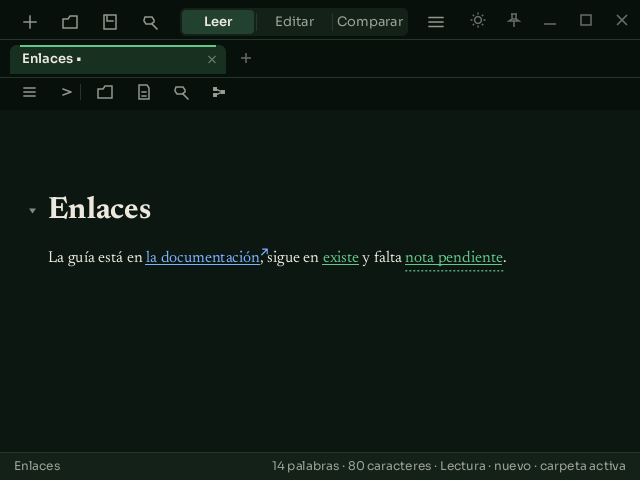 Leer Editar Comparar
Enlaces ▪
Enlaces
La guía está en la documentación, sigue en existe y falta nota pendiente.
Enlaces 14 palabras · 80 caracteres · Lectura · nuevo · carpeta activa